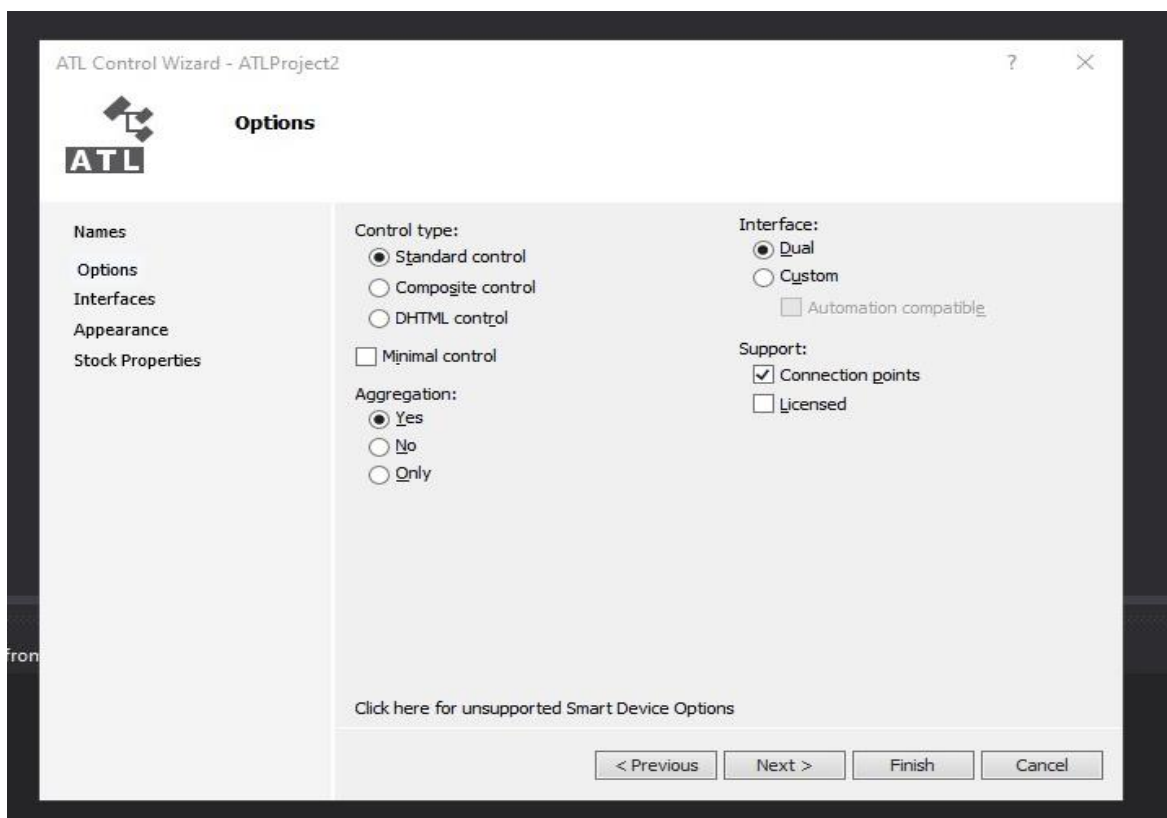 ATL Control Wizard - ATLProject2 ?
ATL
Options
Names
Options
Interfaces
Appearance
Stock Properties
Control type:
Standard control
Composite control
DHTML control
Minimal control
Aggregation:
Yes
No
Only
Interface:
Dual
Custom
Automation compatible
Support:
Connection points
Licensed
from
Click here for unsupported Smart Device Options
< Previous Next > Finish Cancel